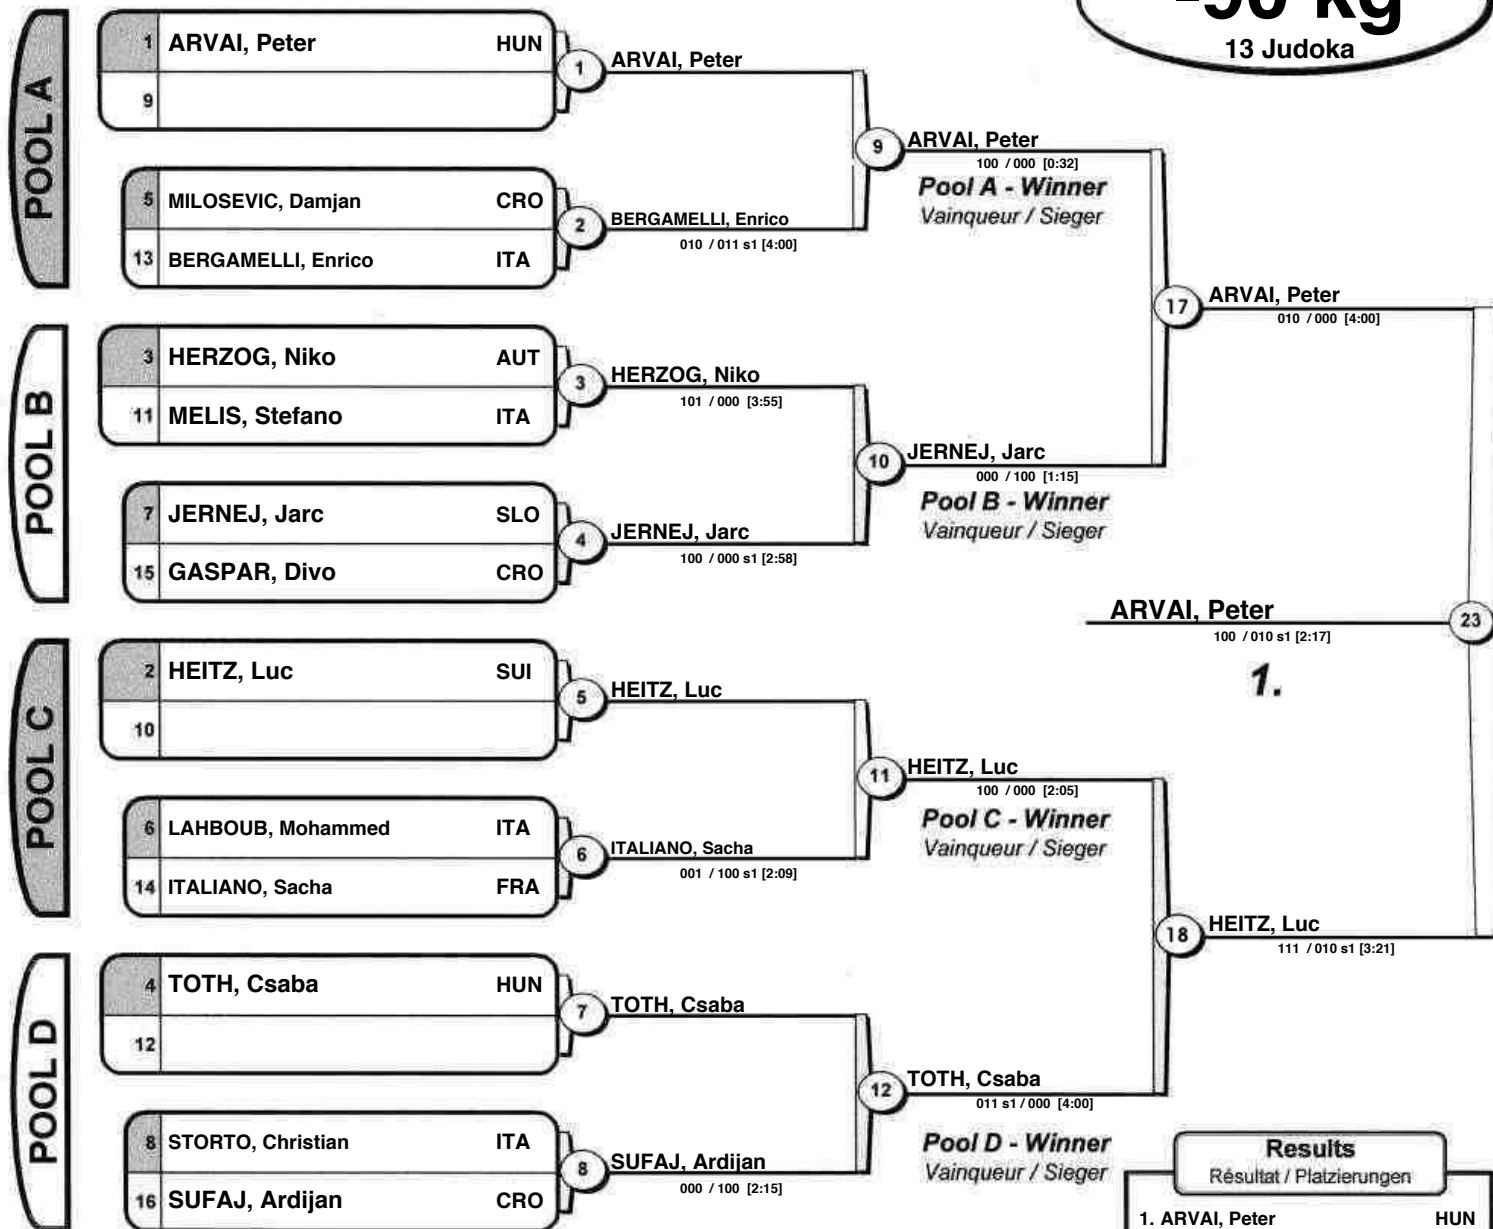 -90 kg
13 Judoka
POOL A
1 ARVAI, Peter HUN
9
5 MILOSEVIC, Damjan CRO
13 BERGAMELLI, Enrico ITA
1 ARVAI, Peter
2 BERGAMELLI, Enrico
010 / 011 s1 [4:00]
9 ARVAI, Peter
100 / 000 [0:32]
Pool A - Winner
Vainqueur / Sieger
POOL B
3 HERZOG, Niko AUT
11 MELIS, Stefano ITA
7 JERNEJ, Jarc SLO
15 GASPAR, Divo CRO
3 HERZOG, Niko
101 / 000 [3:55]
4 JERNEJ, Jarc
100 / 000 s1 [2:58]
10 JERNEJ, Jarc
000 / 100 [1:15]
Pool B - Winner
Vainqueur / Sieger
17 ARVAI, Peter
010 / 000 [4:00]
ARVAI, Peter 23
100 / 010 s1 [2:17]
1.
POOL C
2 HEITZ, Luc SUI
10
6 LAHBOUB, Mohammed ITA
14 ITALIANO, Sacha FRA
5 HEITZ, Luc
6 ITALIANO, Sacha
001 / 100 s1 [2:09]
11 HEITZ, Luc
100 / 000 [2:05]
Pool C - Winner
Vainqueur / Sieger
18 HEITZ, Luc
111 / 010 s1 [3:21]
POOL D
4 TOTH, Csaba HUN
12
8 STORTO, Christian ITA
16 SUFAJ, Ardijan CRO
7 TOTH, Csaba
8 SUFAJ, Ardijan
000 / 100 [2:15]
12 TOTH, Csaba
011 s1 / 000 [4:00]
Pool D - Winner
Vainqueur / Sieger
Results
Résultat / Platzierungen
1. ARVAI, Peter HUN